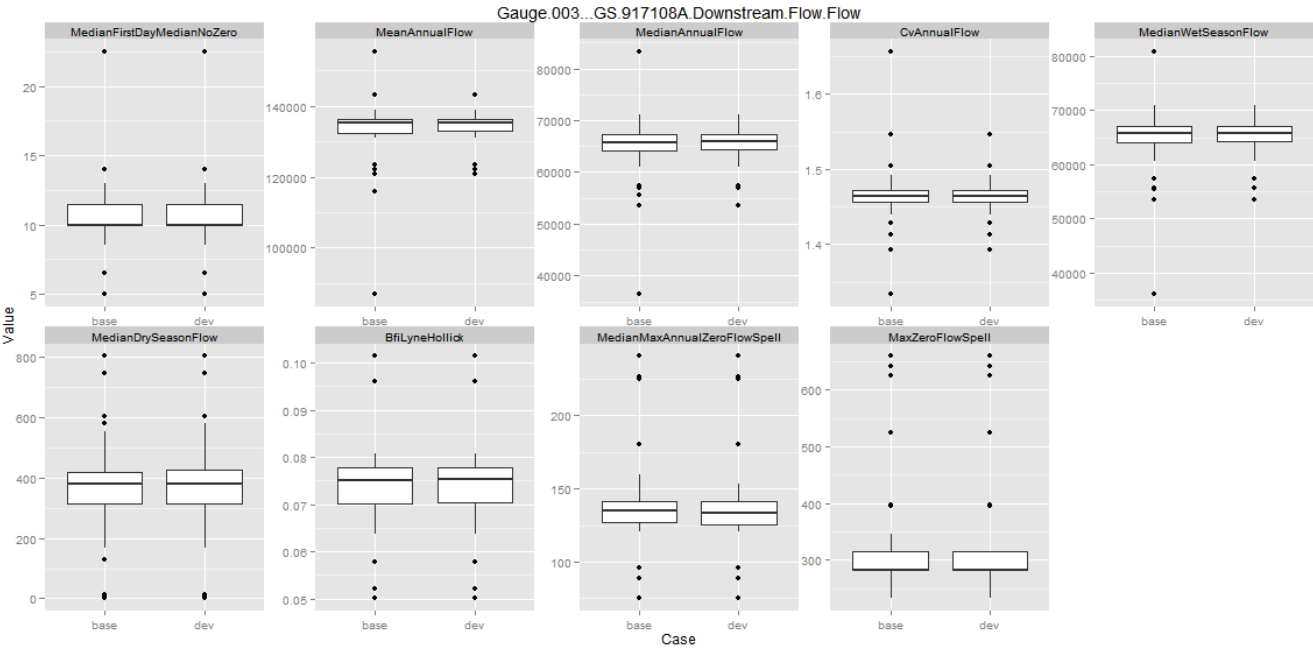 Gauge.003...GS.917108A.Downstream.Flow.Flow
MedianFirstDayMedianNoZero
MeanAnnualFlow
MedianAnnualFlow
CvAnnualFlow
MedianWetSeasonFlow
20
15
10
5
140000
120000
100000
80000
70000
60000
50000
40000
1.6
1.5
1.4
80000
70000
60000
50000
40000
base dev
base dev
base dev
base dev
base dev
Value
MedianDrySeasonFlow
BfiLyneHollick
MedianMaxAnnualZeroFlowSpell
MaxZeroFlowSpell
800
600
400
200
0
0.10
0.09
0.08
0.07
0.06
0.05
200
150
100
600
500
400
300
base dev
base dev
base dev
base dev
Case